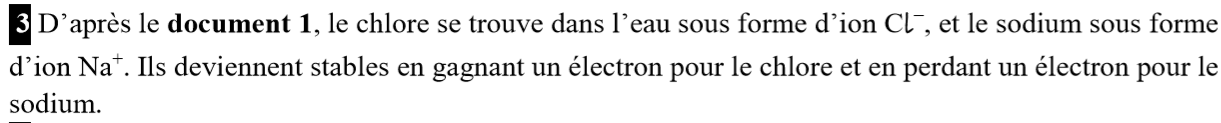 3 D’après le document 1, le chlore se trouve dans l’eau sous forme d’ion Cl⁻, et le sodium sous forme
d’ion Na⁺. Ils deviennent stables en gagnant un électron pour le chlore et en perdant un électron pour le
sodium.